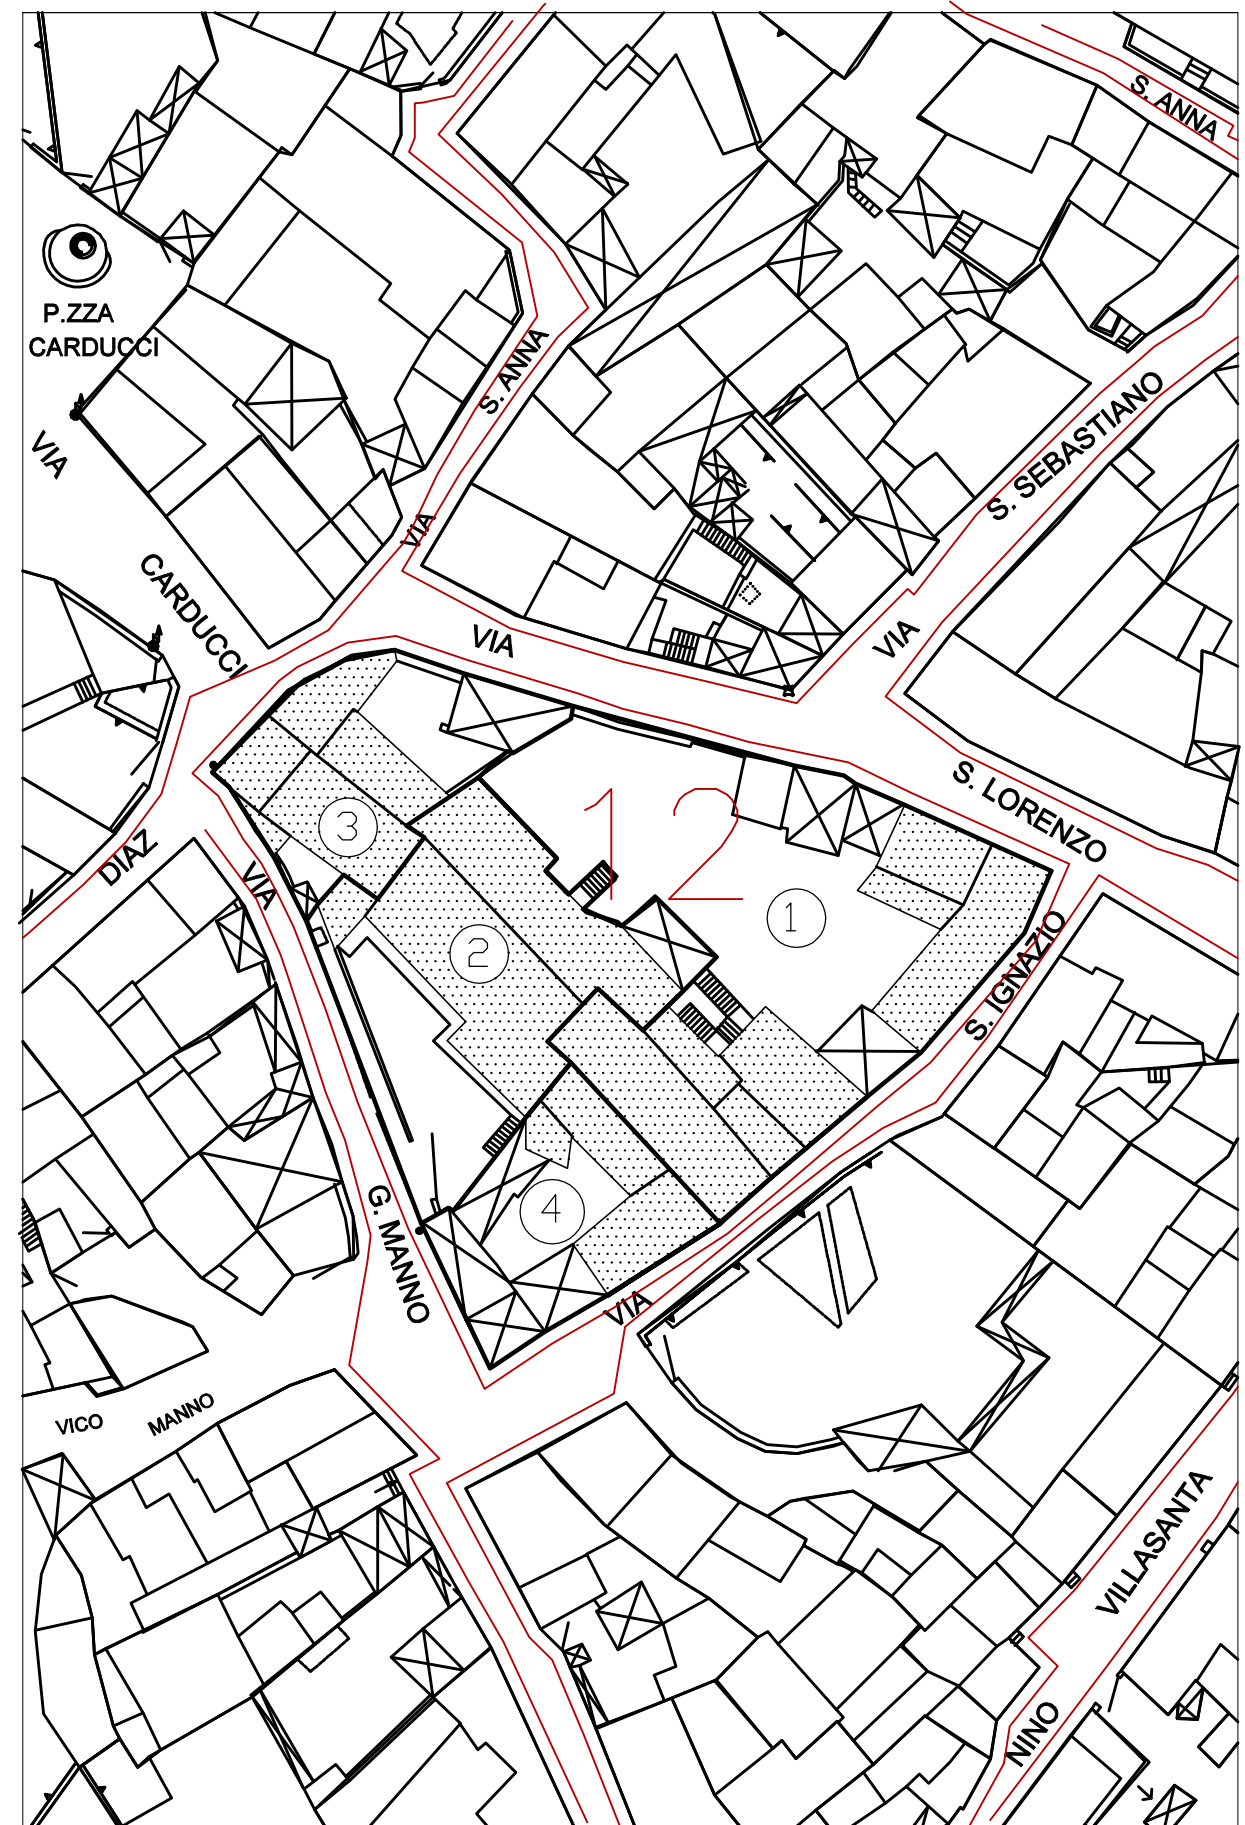 S. ANNA
P.ZZA
CARDUCCI
S. ANNA
VIA
S. SEBASTIANO
VIA
CARDUCCI
VIA
VIA
VIA
S. LORENZO
DIAZ
VIA
12
3
1
2
S. IGNAZIO
4
G. MANNO
VIA
VICO
MANNO
VILLASANTA
NINO